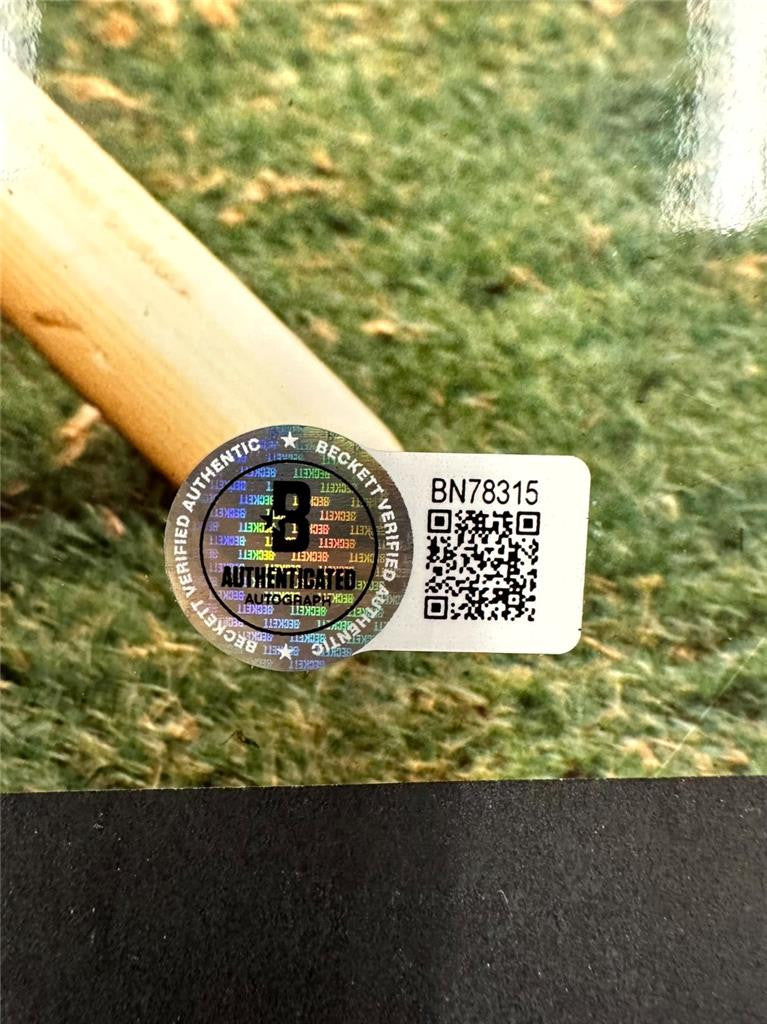 BECKETT VERIFIED AUTHENTIC
BECKETT VERIFIED AUTHENTIC
B
AUTHENTICATED
AUTOGRAPH
BN78315